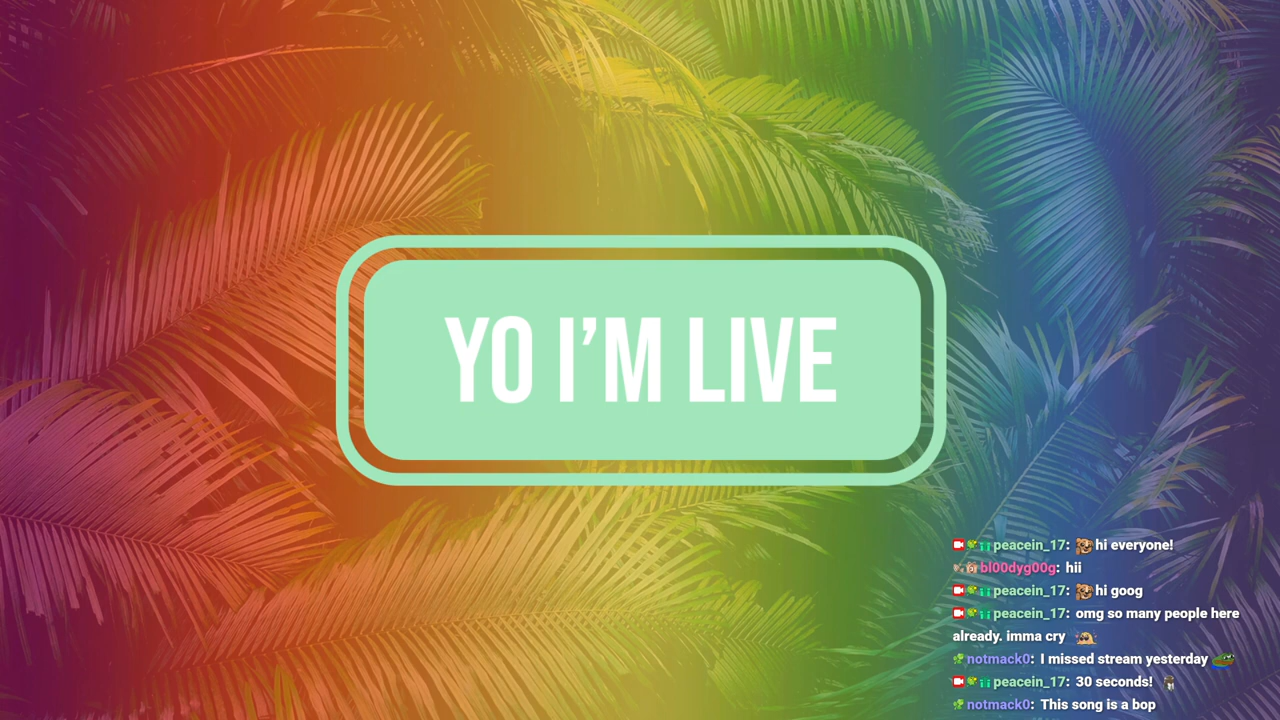 YO I'M LIVE
peacein_17: hi everyone!
bl00dyg00g: hii
peacein_17: hi goog
peacein_17: omg so many people here
already. imma cry
notmack0: I missed stream yesterday
peacein_17: 30 seconds!
notmack0: This song is a bop